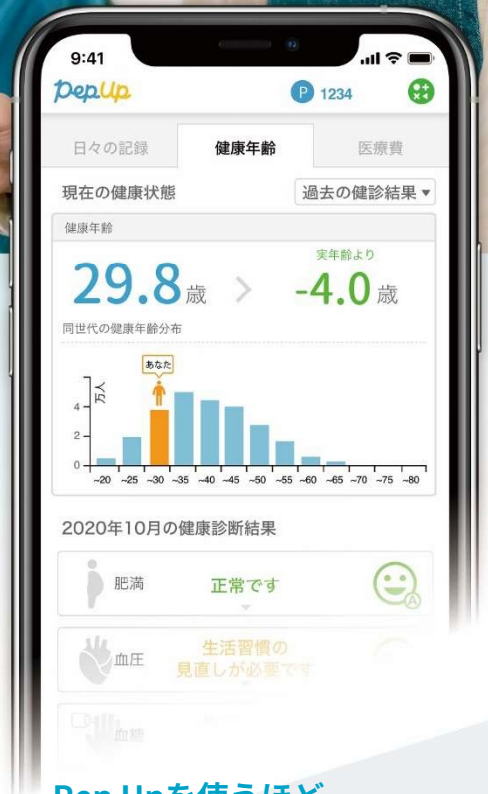 9:41
PepUp
P 1234
日々の記録 健康年齢 医療費
現在の健康状態 過去の健診結果▼
健康年齢
29.8歳 > 実年齢より -4.0歳
同世代の健康年齢分布
あなた
万人
4
2
0
~20 ~25 ~30 ~35 ~40 ~45 ~50 ~55 ~60 ~65 ~70 ~75 ~80
2020年10月の健康診断結果
肥満 正常です A
血圧 生活習慣の
見直しが必要です
血糖
Pep Upを使うほど